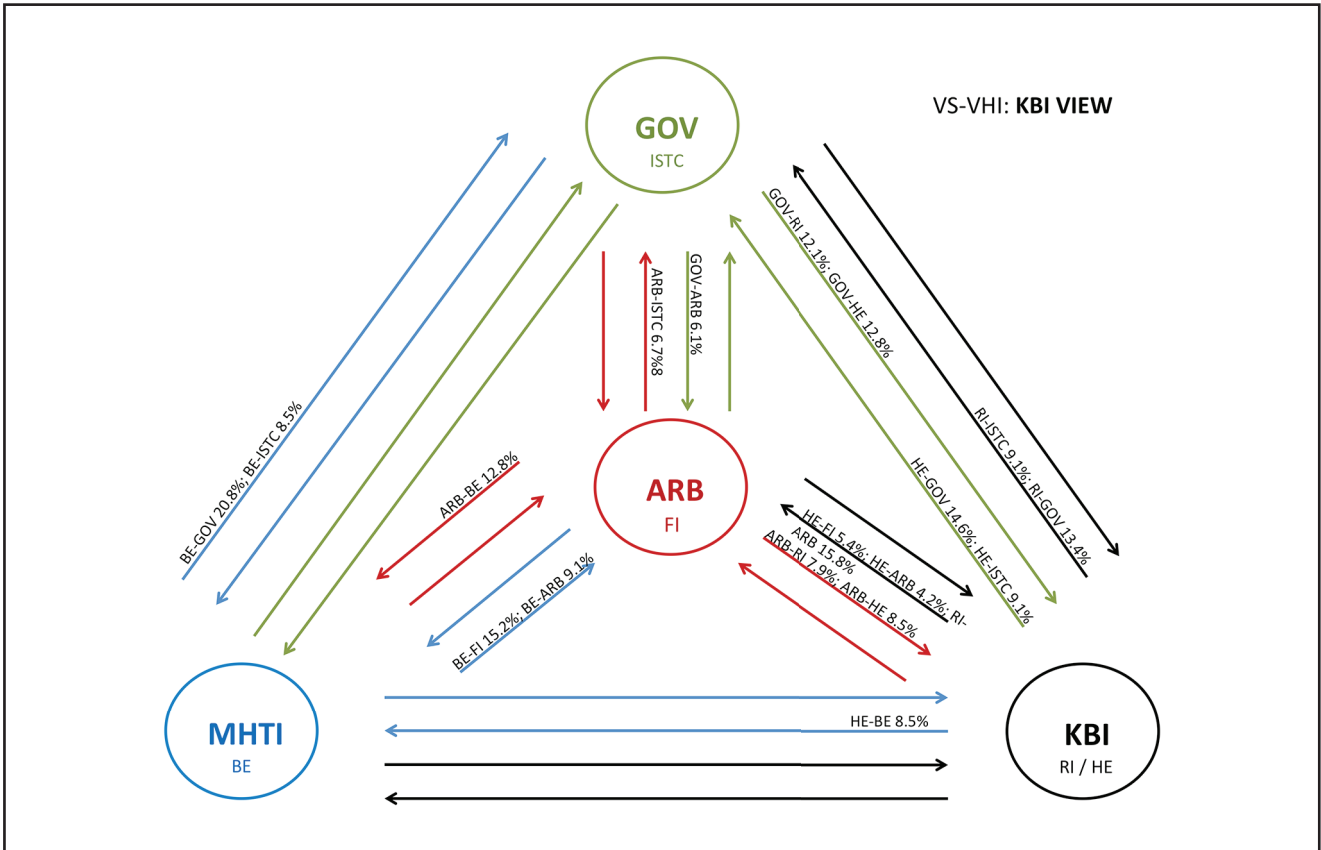 VS-VHI: KBI VIEW
GOV
ISTC
GOV-RI 12.1%; GOV-HE 12.8%
ARB-ISTC 6.7%8
GOV-ARB 6.1%
BE-GOV 20.8%; BE-ISTC 8.5%
RI-ISTC 9.1%; RI-GOV 13.4%
HE-GOV 14.6%; HE-ISTC 9.1%
ARB-BE 12.8%
ARB
FI
HE-FI 5.4%; HE-ARB 4.2%; RI-
ARB 15.8%
ARB-RI 7.9%; ARB-HE 8.5%
BE-FI 15.2%; BE-ARB 9.1%
HE-BE 8.5%
MHTI
BE
KBI
RI / HE